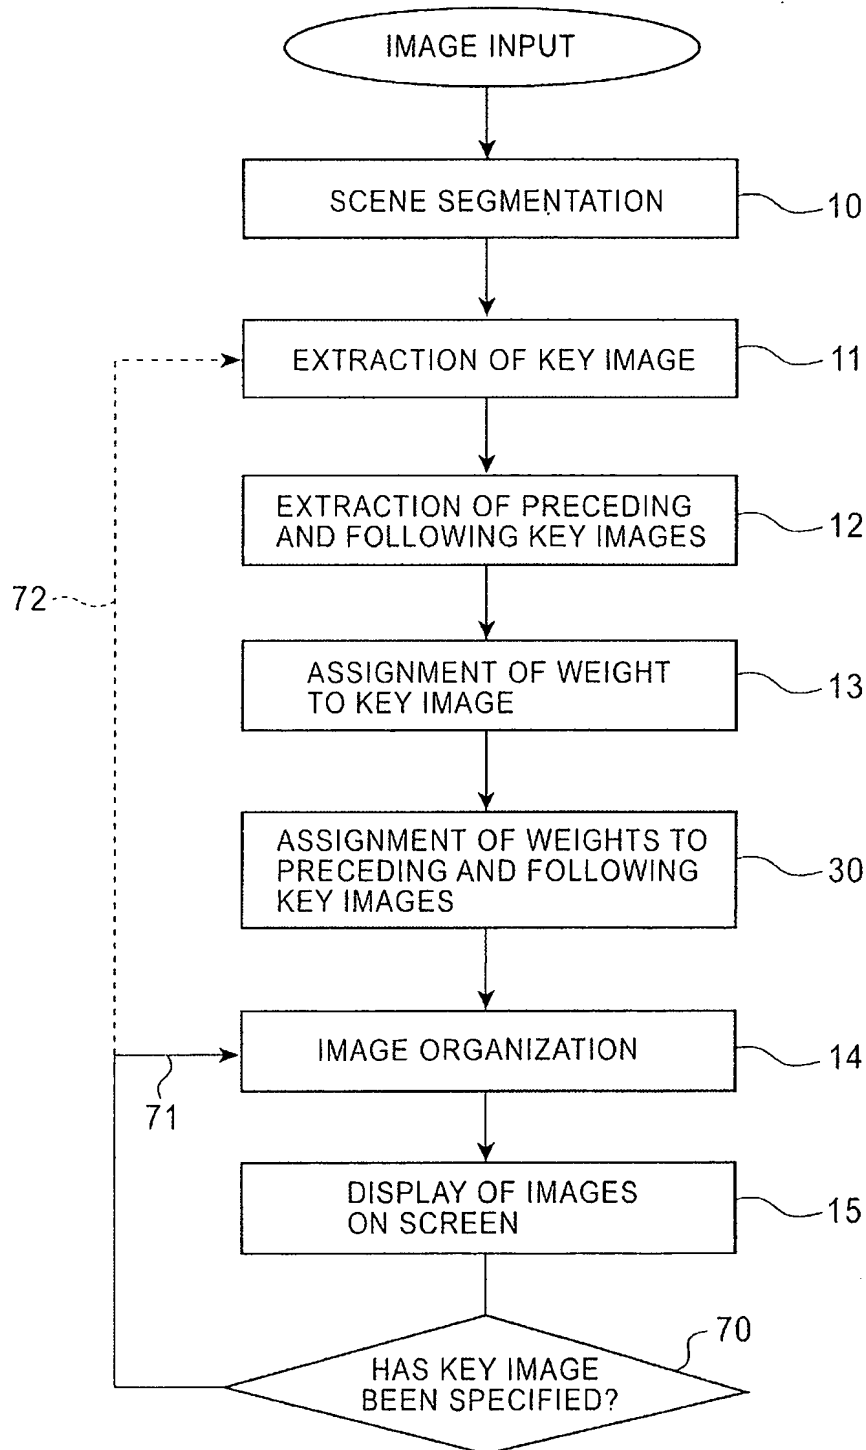 IMAGE INPUT
SCENE SEGMENTATION
10
EXTRACTION OF KEY IMAGE
11
EXTRACTION OF PRECEDING
AND FOLLOWING KEY IMAGES
12
72
ASSIGNMENT OF WEIGHT
TO KEY IMAGE
13
ASSIGNMENT OF WEIGHTS TO
PRECEDING AND FOLLOWING
KEY IMAGES
30
IMAGE ORGANIZATION
14
71
DISPLAY OF IMAGES
ON SCREEN
15
70
HAS KEY IMAGE
BEEN SPECIFIED?